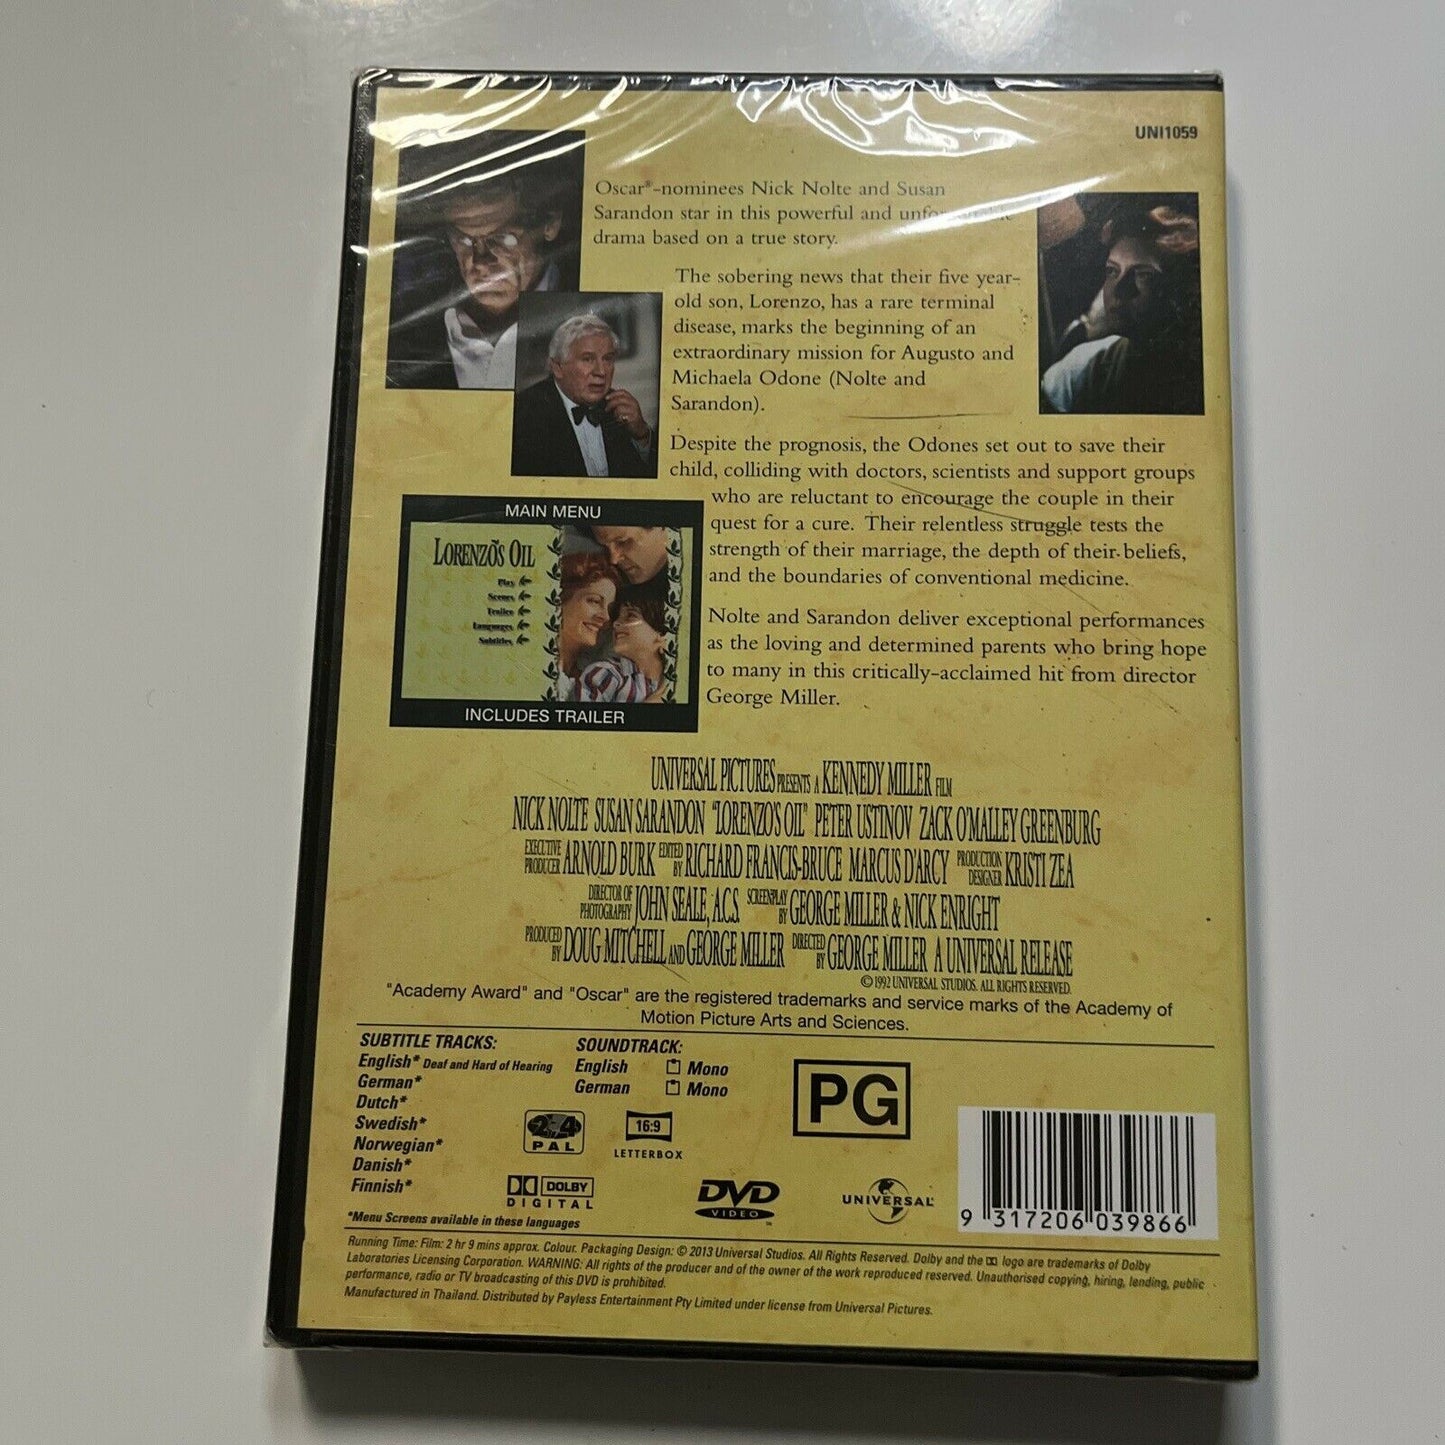 UNI1059
Oscar*-nominees Nick Nolte and Susan
Sarandon star in this powerful and
drama based on a true story.
The sobering news that their five year-
old son, Lorenzo, has a rare terminal
disease, marks the beginning of an
extraordinary mission for Augusto and
Michaela Odone (Nolte and
Sarandon).
Despite the prognosis, the Odones set out to save their
child, colliding with doctors, scientists and support groups
who are reluctant to encourage the couple in their
quest for a cure. Their relentless struggle tests the
strength of their marriage, the depth of their beliefs,
and the boundaries of conventional medicine.
Nolte and Sarandon deliver exceptional performances
as the loving and determined parents who bring hope
to many in this critically-acclaimed hit from director
George Miller.
MAIN MENU
LORENZO'S OIL
Play
Scenes
Trailer
Languages
Subtitles
INCLUDES TRAILER
UNIVERSAL PICTURES PRESENTS A KENNEDY MILLER FILM
NICK NOLTE SUSAN SARANDON "LORENZO'S OIL" PETER USTINOV ZACK O'MALLEY GREENBURG
EXECUTIVE PRODUCER ARNOLD BURK EDITED BY RICHARD FRANCIS-BRUCE MARCUS D'ARCY PRODUCTION DESIGNER KRISTI ZEA
DIRECTOR OF PHOTOGRAPHY JOHN SEALE, A.C.S. SCREENPLAY BY GEORGE MILLER & NICK ENRIGHT
PRODUCED BY DOUG MITCHELL AND GEORGE MILLER DIRECTED BY GEORGE MILLER A UNIVERSAL RELEASE
© 1992 UNIVERSAL STUDIOS. ALL RIGHTS RESERVED.
"Academy Award" and "Oscar" are the registered trademarks and service marks of the Academy of
Motion Picture Arts and Sciences.
SUBTITLE TRACKS:
English* Deaf and Hard of Hearing
German*
Dutch*
Swedish*
Norwegian*
Danish*
Finnish*
*Menu Screens available in these languages
SOUNDTRACK:
English Mono
German Mono
2 4
PAL
16:9
LETTERBOX
DOLBY
DIGITAL
PG
DVD
VIDEO
UNIVERSAL
9 317206 039866
Running Time: Film: 2 hr 9 mins approx. Colour. Packaging Design: © 2013 Universal Studios. All Rights Reserved. Dolby and the logo are trademarks of Dolby
Laboratories Licensing Corporation. WARNING: All rights of the producer and of the owner of the work reproduced reserved. Unauthorised copying, hiring, lending, public
performance, radio or TV broadcasting of this DVD is prohibited.
Manufactured in Thailand. Distributed by Payless Entertainment Pty Limited under license from Universal Pictures.